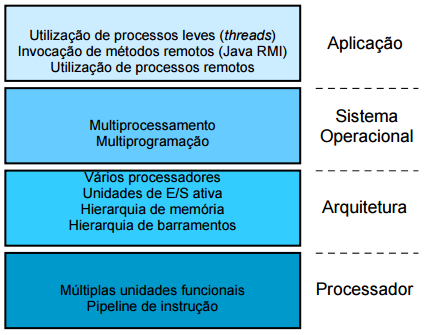 Utilização de processos leves (threads)
Invocação de métodos remotos (Java RMI)
Utilização de processos remotos
Aplicação
Multiprocessamento
Multiprogramação
Sistema
Operacional
Vários processadores
Unidades de E/S ativa
Hierarquia de memória
Hierarquia de barramentos
Arquitetura
Múltiplas unidades funcionais
Pipeline de instrução
Processador